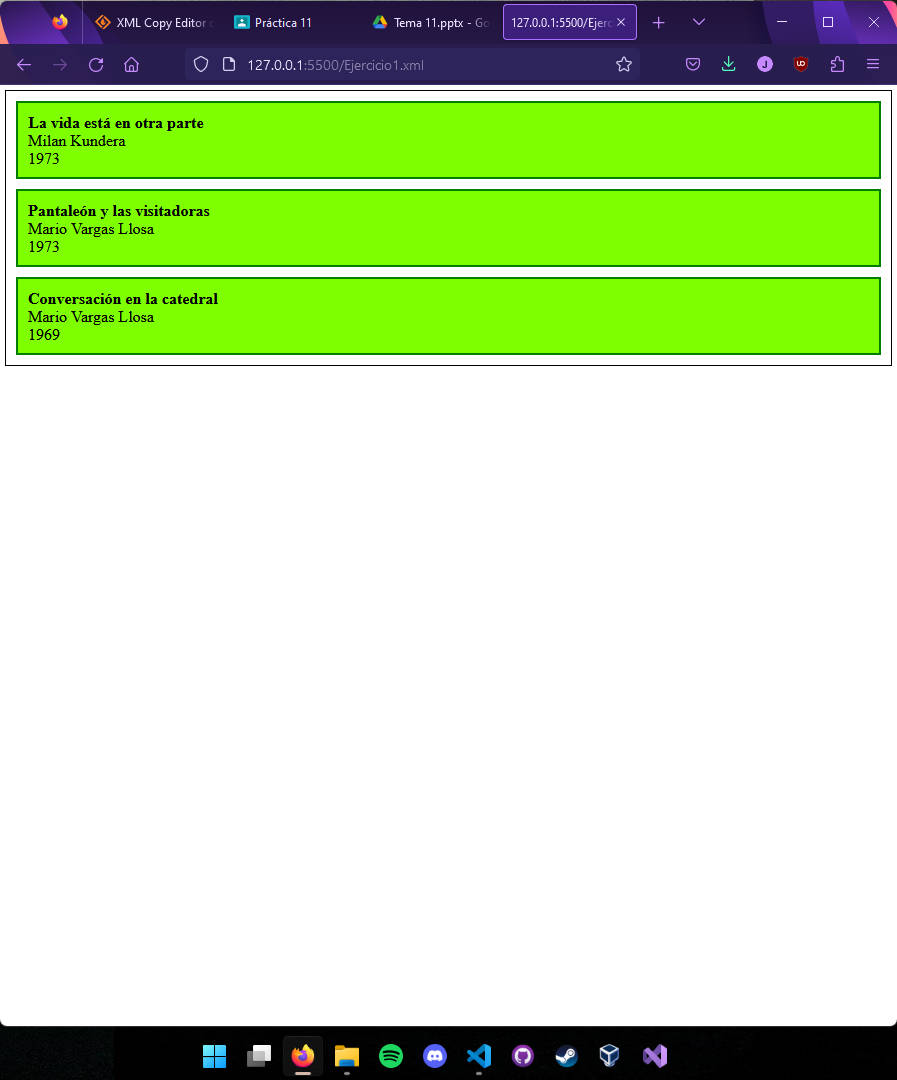 XML Copy Editor
Práctica 11
Tema 11.pptx - Go
127.0.0.1:5500/Ejerc
127.0.0.1:5500/Ejercicio1.xml
J
UD
La vida está en otra parte
Milan Kundera
1973
Pantaleón y las visitadoras
Mario Vargas Llosa
1973
Conversación en la catedral
Mario Vargas Llosa
1969